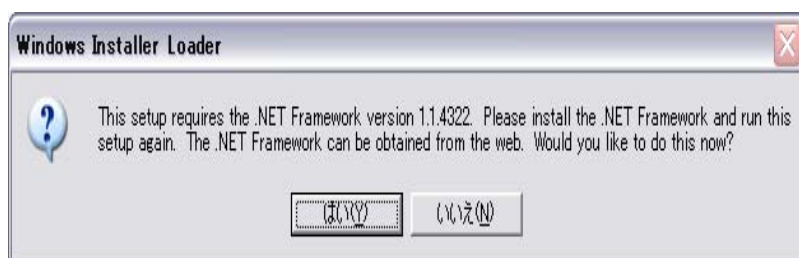 Windows Installer Loader
This setup requires the .NET Framework version 1.1.4322. Please install the .NET Framework and run this
setup again. The .NET Framework can be obtained from the web. Would you like to do this now?
はい(Y)
いいえ(N)